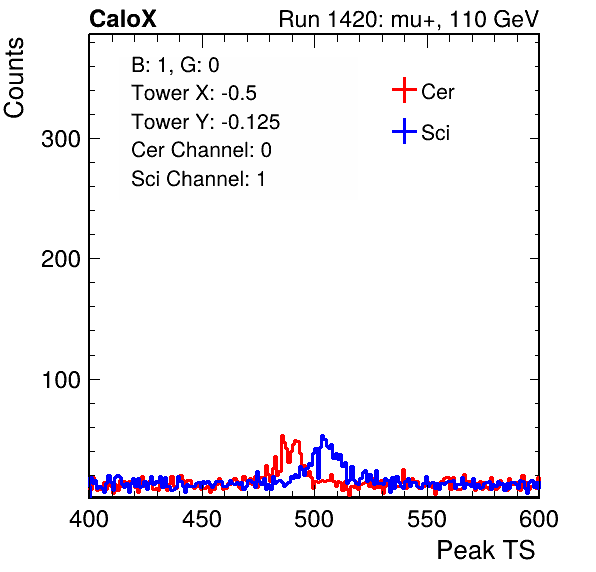 CaloX Run 1420: mu+, 110 GeV
Counts
B: 1, G: 0
Tower X: -0.5
Tower Y: -0.125
Cer Channel: 0
Sci Channel: 1
Cer
Sci
300
200
100
400 450 500 550 600
Peak TS